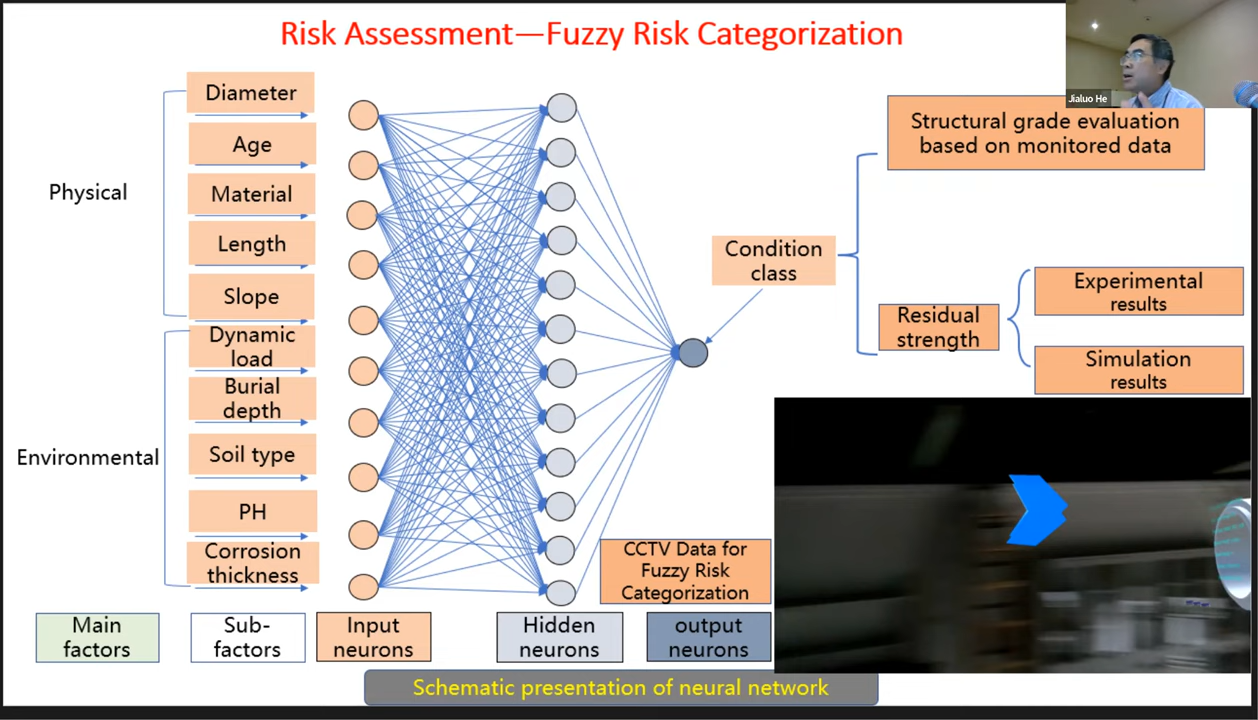 Risk Assessment—Fuzzy Risk Categorization
Jialuo He
Physical
Diameter
Age
Material
Length
Slope
Environmental
Dynamic
load
Burial
depth
Soil type
PH
Corrosion
thickness
Condition
class
Structural grade evaluation
based on monitored data
Residual
strength
Experimental
results
Simulation
results
CCTV Data for
Fuzzy Risk
Categorization
Main
factors
Sub-
factors
Input
neurons
Hidden
neurons
output
neurons
Schematic presentation of neural network